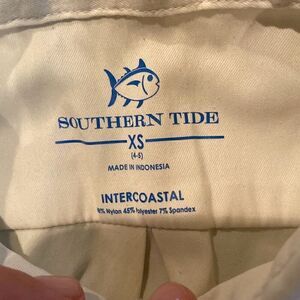 SOUTHERN TIDE
XS
(4-5)
MADE IN INDONESIA
INTERCOASTAL
Nylon 45% Polyester 7% Spandex